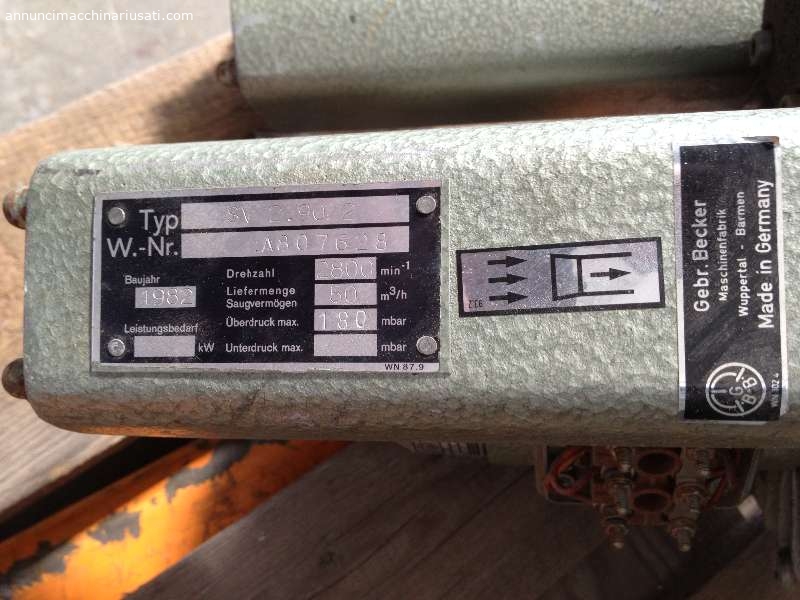 annuncimacchinariusati.com
Typ SV 2.90/2
W.-Nr. A807628
Baujahr
1982
Leistungsbedarf
kW
Drehzahl 2800 min-1
Liefermenge
Saugvermögen 50 m³/h
Überdruck max. 180 mbar
Unterdruck max. mbar
WN 87.9
Gebr. Becker
Maschinenfabrik
Wuppertal - Barmen
Made in Germany
G
B-B